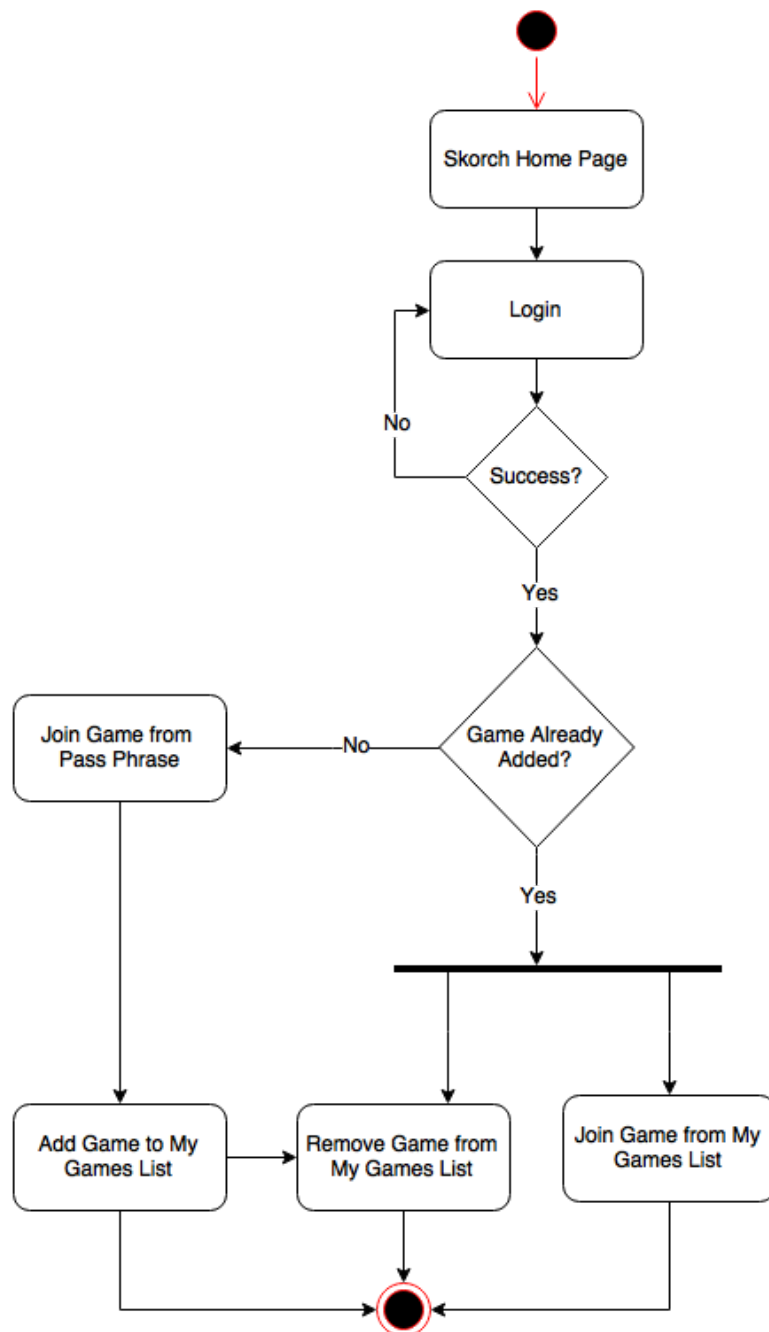 Skorch Home Page
Login
No
Success?
Yes
Join Game from
Pass Phrase
No
Game Already
Added?
Yes
Add Game to My
Games List
Remove Game from
My Games List
Join Game from My
Games List